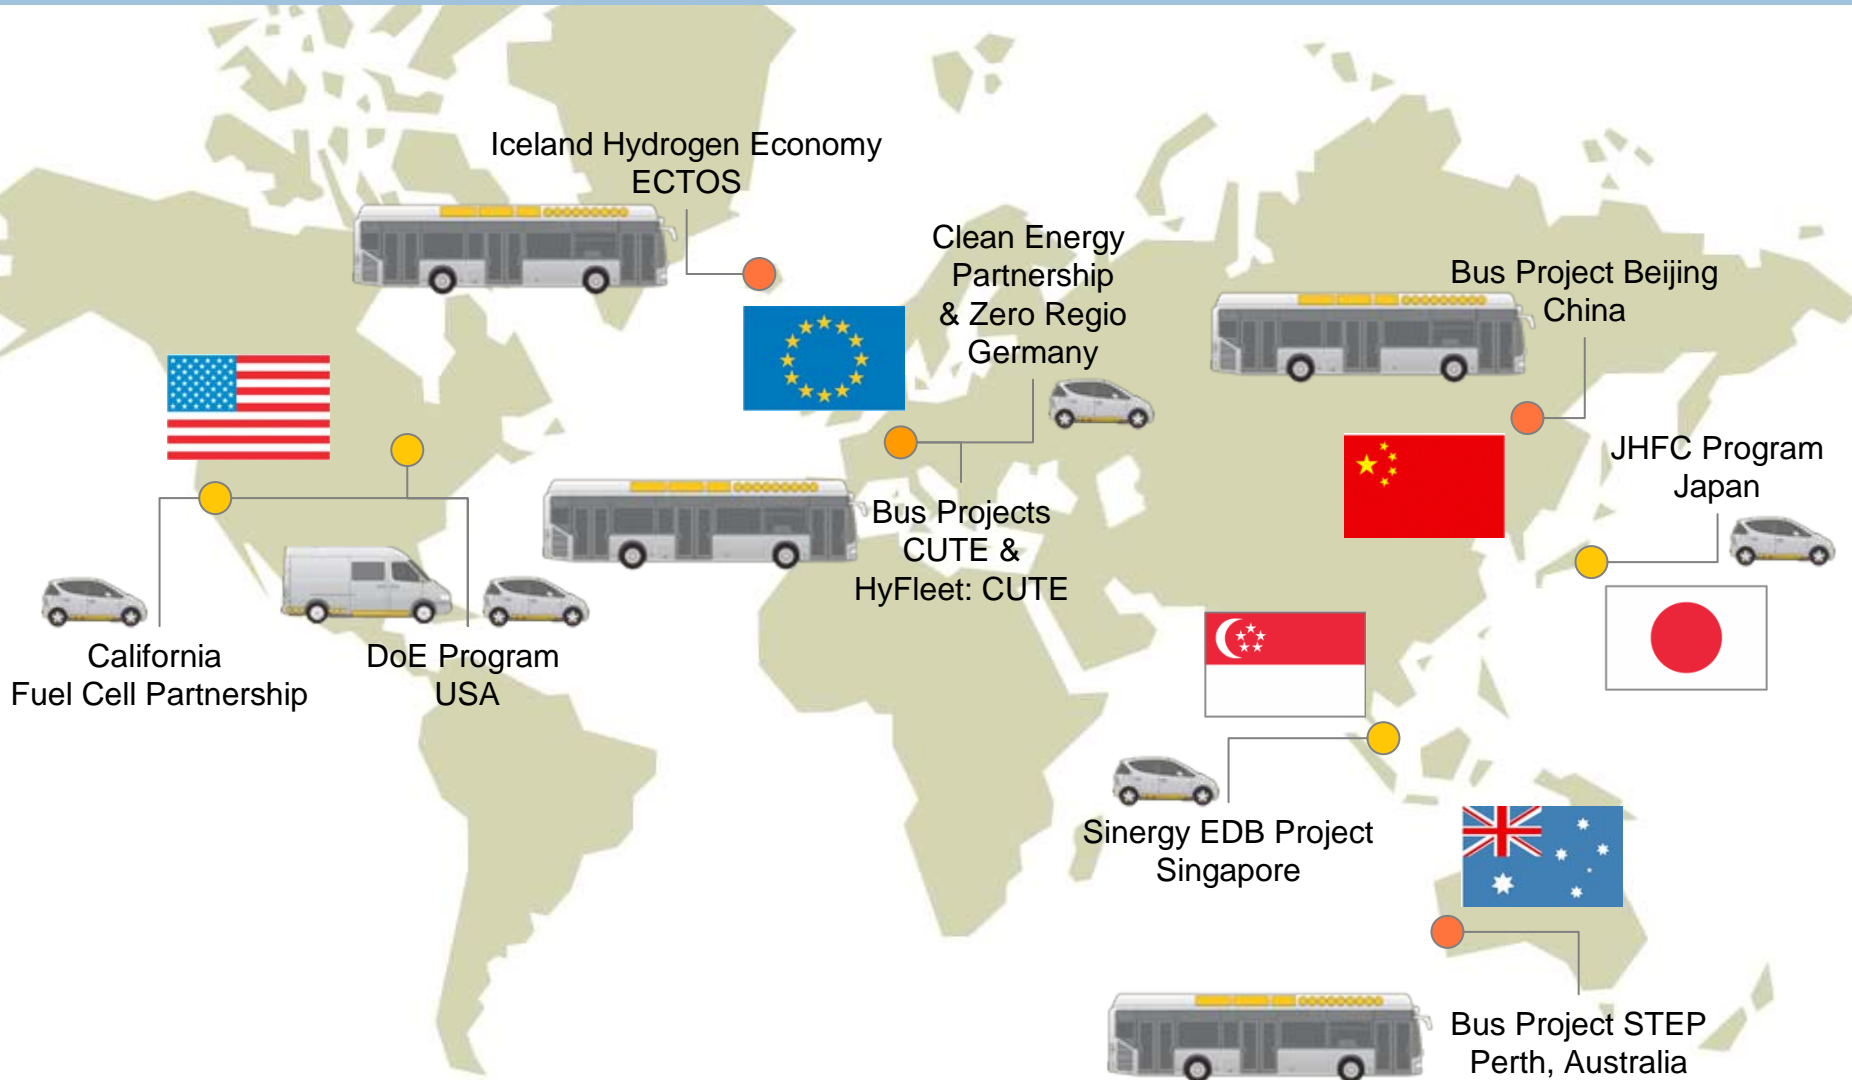 Iceland Hydrogen Economy
ECTOS
Clean Energy
Partnership
& Zero Regio
Germany
Bus Project Beijing
China
JHFC Program
Japan
Bus Projects
CUTE &
HyFleet: CUTE
California
Fuel Cell Partnership
DoE Program
USA
Sinergy EDB Project
Singapore
Bus Project STEP
Perth, Australia